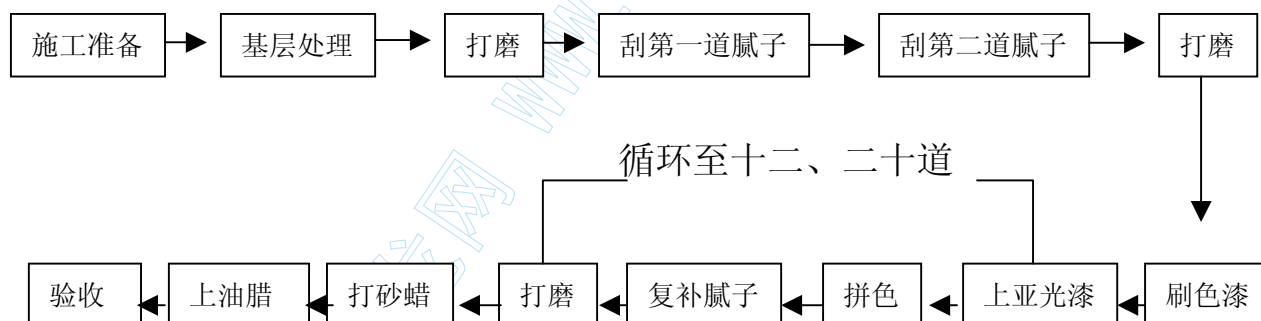 施工准备 基层处理 打磨 刮第一道腻子 刮第二道腻子 打磨
循环至十二、二十道
验收 上油腊 打砂蜡 打磨 复补腻子 拼色 上亚光漆 刷色漆